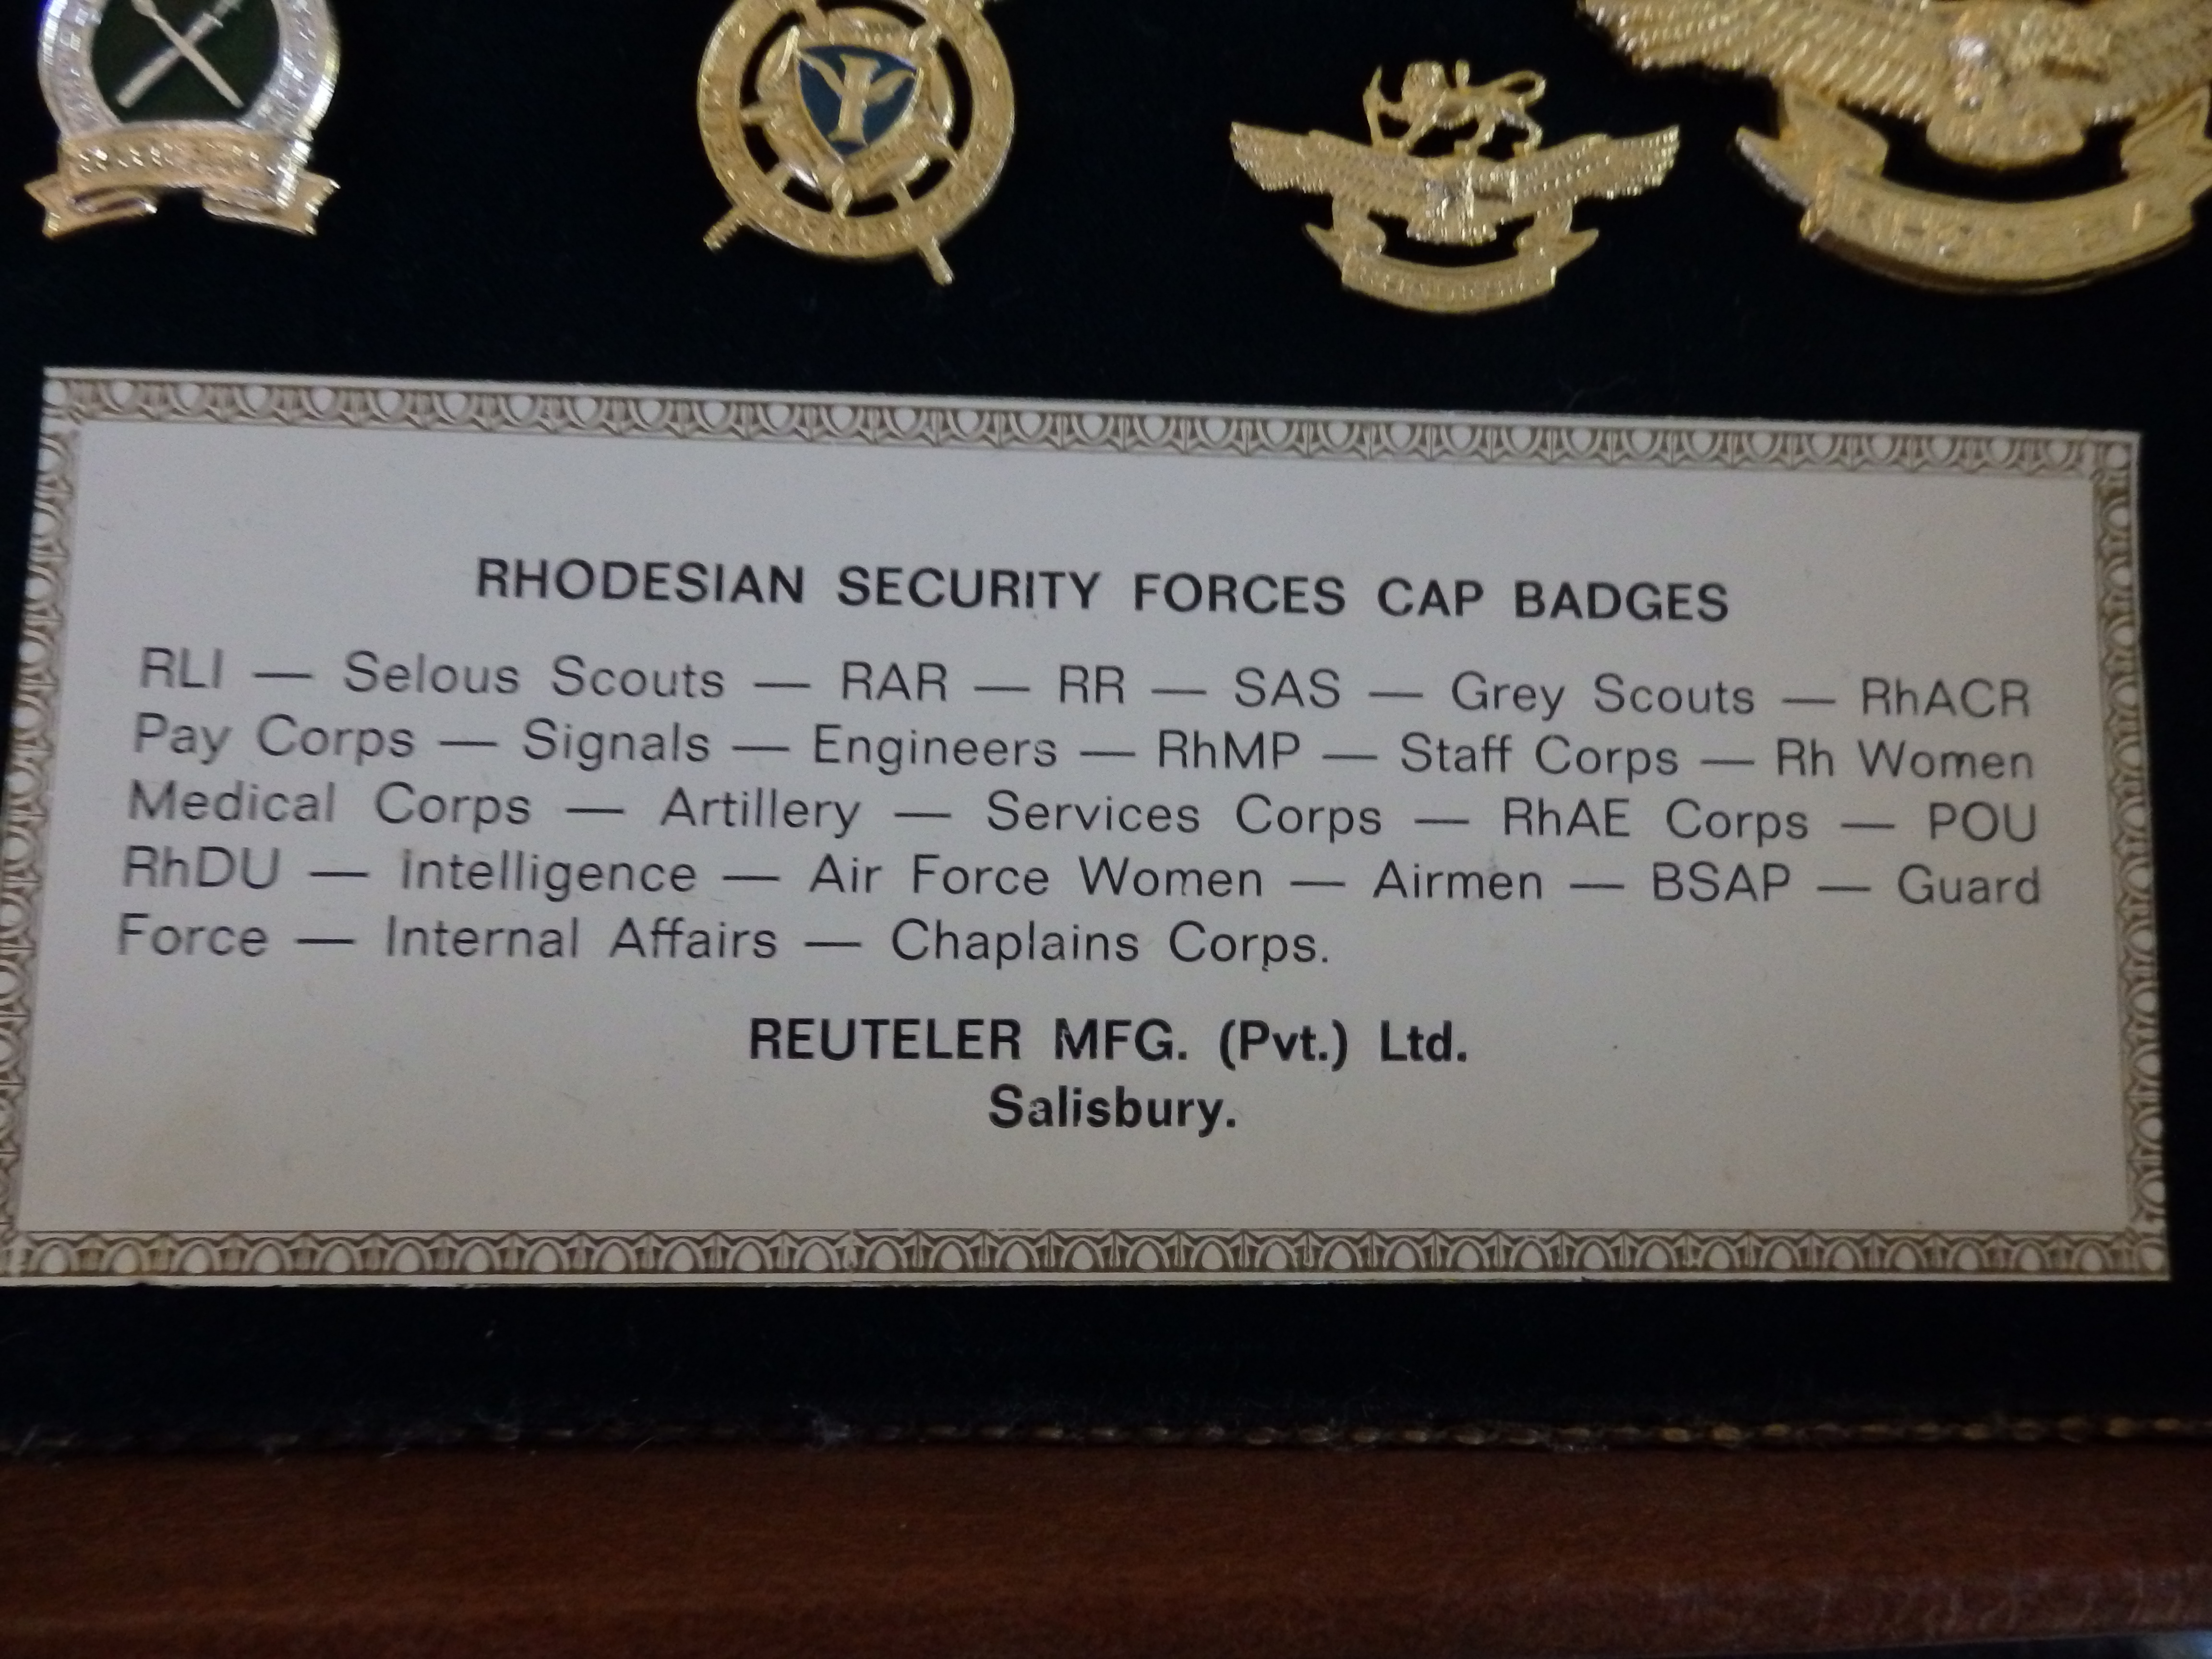 RHODESIAN SECURITY FORCES CAP BADGES
RLI — Selous Scouts — RAR — RR — SAS — Grey Scouts — RhACR
Pay Corps — Signals — Engineers — RhMP — Staff Corps — Rh Women
Medical Corps — Artillery — Services Corps — RhAE Corps — POU
RhDU — Intelligence — Air Force Women — Airmen — BSAP — Guard
Force — Internal Affairs — Chaplains Corps.
REUTELER MFG. (Pvt.) Ltd.
Salisbury.